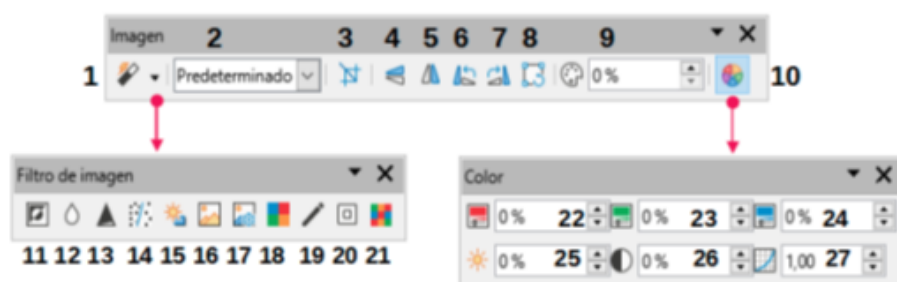 Imagen 2 3 4 5 6 7 8 9
1 Predeterminado 0 % 10
Filtro de imagen
11 12 13 14 15 16 17 18 19 20 21
Color
0 % 22 0 % 23 0 % 24
0 % 25 0 % 26 1,00 27